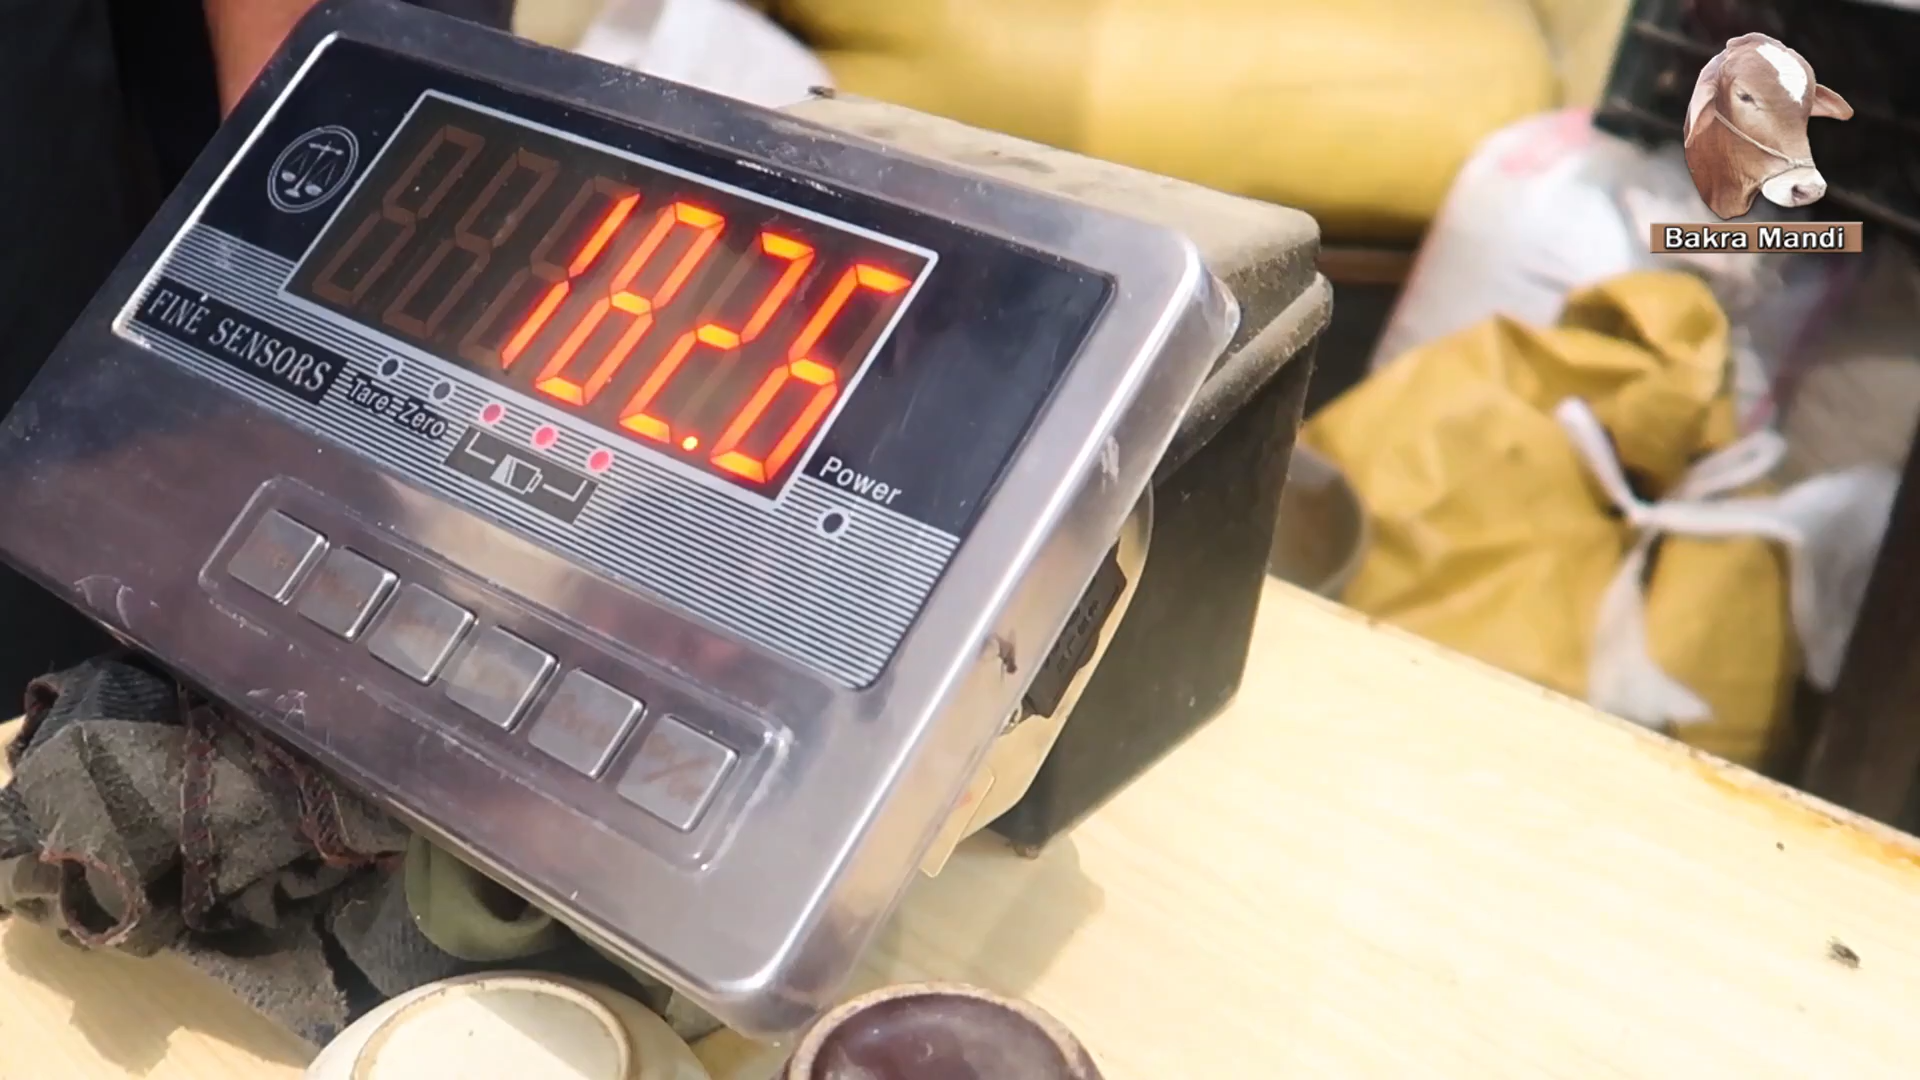 Bakra Mandi
182.6
FINE SENSORS
Tare=Zero
Power